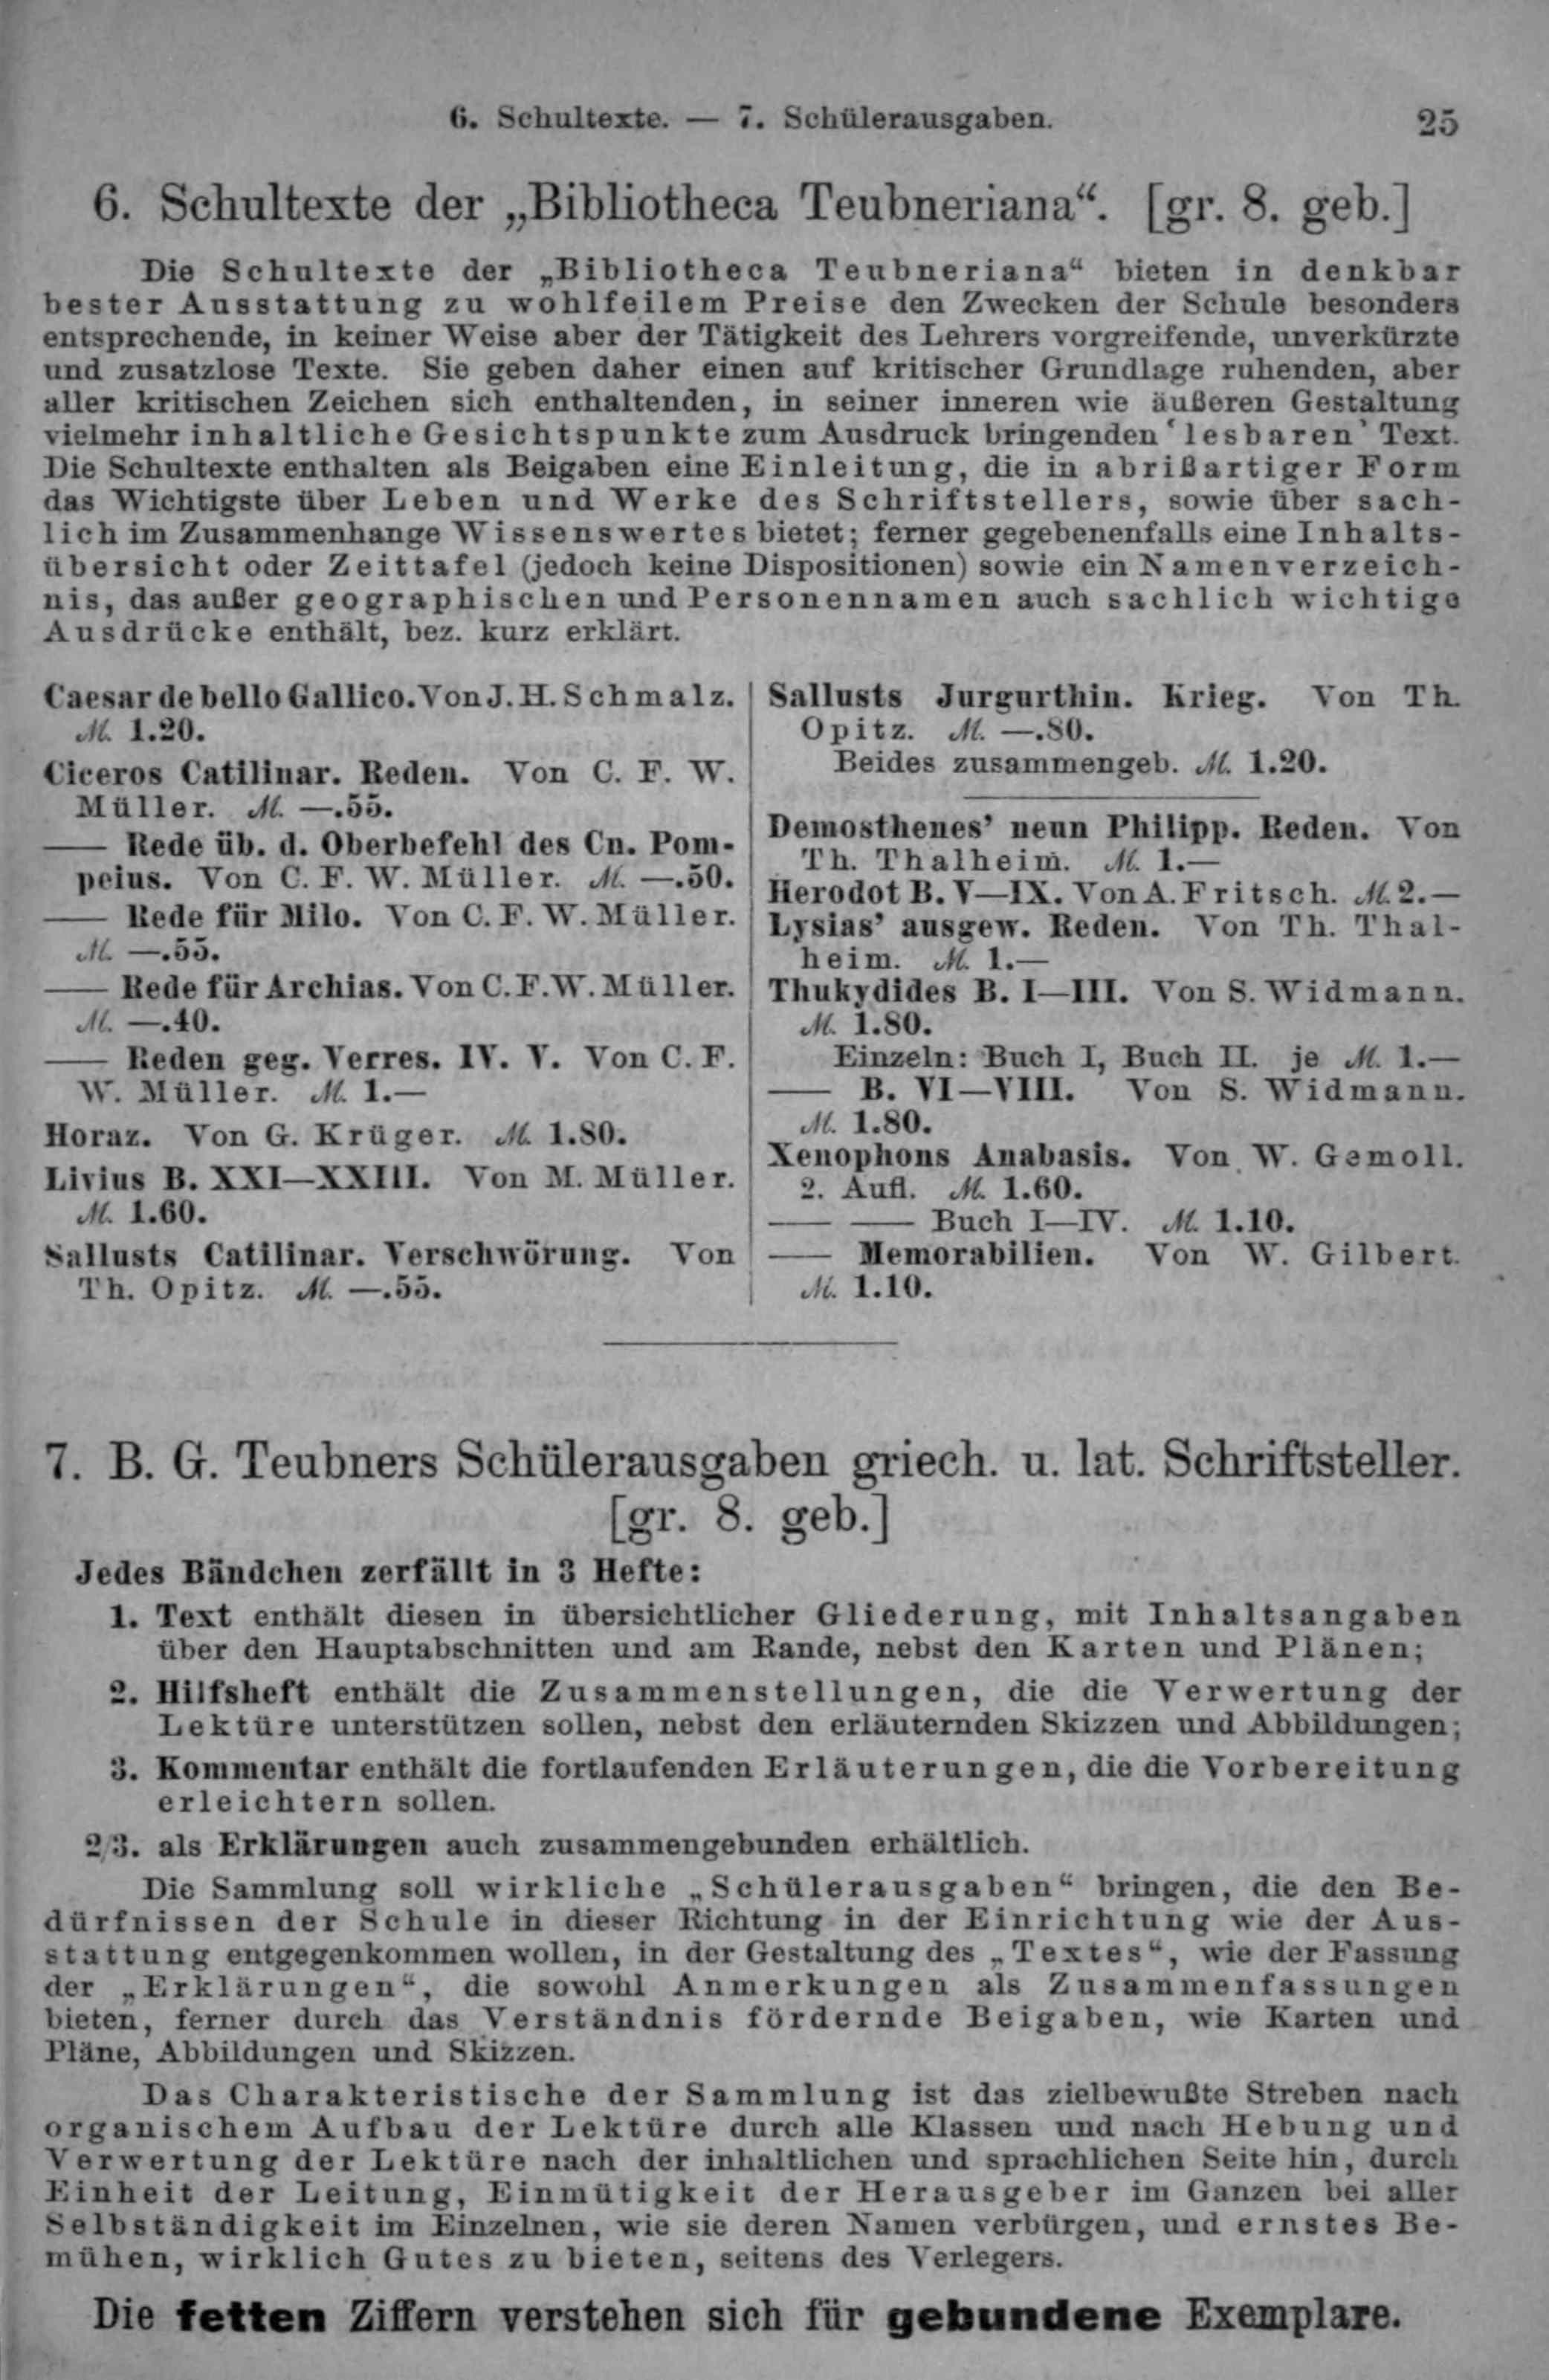 6. Schultexte. — 7. Schülerausgaben. 25
6. Schultexte der „Bibliotheca Teubneriana“. [gr. 8. geb.]
Die Schultexte der „Bibliotheca Teubneriana“ bieten in denkbar
bester Ausstattung zu wohlfeilem Preise den Zwecken der Schule besonders
entsprechende, in keiner Weise aber der Tätigkeit des Lehrers vorgreifende, unverkürzte
und zusatzlose Texte. Sie geben daher einen auf kritischer Grundlage ruhenden, aber
aller kritischen Zeichen sich enthaltenden, in seiner inneren wie äußeren Gestaltung
vielmehr inhaltliche Gesichtspunkte zum Ausdruck bringenden ‘lesbaren’ Text.
Die Schultexte enthalten als Beigaben eine Einleitung, die in abrißartiger Form
das Wichtigste über Leben und Werke des Schriftstellers, sowie über sach-
lich im Zusammenhange Wissenswertes bietet; ferner gegebenenfalls eine Inhalts-
übersicht oder Zeittafel (jedoch keine Dispositionen) sowie ein Namenverzeich-
nis, das außer geographischen und Personennamen auch sachlich wichtige
Ausdrücke enthält, bez. kurz erklärt.
Caesar de bello Gallico. Von J. H. Schmalz.
ℳ 1.20.
Ciceros Catilinar. Reden. Von C. F. W.
Müller. ℳ —.55.
—— Rede üb. d. Oberbefehl des Cn. Pom-
peius. Von C. F. W. Müller. ℳ —.50.
—— Rede für Milo. Von C. F. W. Müller.
ℳ —.55.
—— Rede für Archias. Von C. F. W. Müller.
ℳ —.40.
—— Reden geg. Verres. IV. V. Von C. F.
W. Müller. ℳ 1.—
Horaz. Von G. Krüger. ℳ 1.80.
Livius B. XXI—XXIII. Von M. Müller.
ℳ 1.60.
Sallusts Catilinar. Verschwörung. Von
Th. Opitz. ℳ —.55.
Sallusts Jurgurthin. Krieg. Von Th.
Opitz. ℳ —.80.
Beides zusammengeb. ℳ 1.20.
Demosthenes’ neun Philipp. Reden. Von
Th. Thalheim. ℳ 1.—
Herodot B. V—IX. Von A. Fritsch. ℳ 2.—
Lysias’ ausgew. Reden. Von Th. Thal-
heim. ℳ 1.—
Thukydides B. I—III. Von S. Widmann.
ℳ 1.80.
Einzeln: Buch I, Buch II. je ℳ 1.—
—— B. VI—VIII. Von S. Widmann.
ℳ 1.80.
Xenophons Anabasis. Von W. Gemoll.
2. Aufl. ℳ 1.60.
—— —— Buch I—IV. ℳ 1.10.
—— Memorabilien. Von W. Gilbert.
ℳ 1.10.
7. B. G. Teubners Schülerausgaben griech. u. lat. Schriftsteller.
[gr. 8. geb.]
Jedes Bändchen zerfällt in 3 Hefte:
1. Text enthält diesen in übersichtlicher Gliederung, mit Inhaltsangaben
über den Hauptabschnitten und am Rande, nebst den Karten und Plänen;
2. Hilfsheft enthält die Zusammenstellungen, die die Verwertung der
Lektüre unterstützen sollen, nebst den erläuternden Skizzen und Abbildungen;
3. Kommentar enthält die fortlaufenden Erläuterungen, die die Vorbereitung
erleichtern sollen.
2/3. als Erklärungen auch zusammengebunden erhältlich.
Die Sammlung soll wirkliche „Schülerausgaben“ bringen, die den Be-
dürfnissen der Schule in dieser Richtung in der Einrichtung wie der Aus-
stattung entgegenkommen wollen, in der Gestaltung des „Textes“, wie der Fassung
der „Erklärungen“, die sowohl Anmerkungen als Zusammenfassungen
bieten, ferner durch das Verständnis fördernde Beigaben, wie Karten und
Pläne, Abbildungen und Skizzen.
Das Charakteristische der Sammlung ist das zielbewußte Streben nach
organischem Aufbau der Lektüre durch alle Klassen und nach Hebung und
Verwertung der Lektüre nach der inhaltlichen und sprachlichen Seite hin, durch
Einheit der Leitung, Einmütigkeit der Herausgeber im Ganzen bei aller
Selbständigkeit im Einzelnen, wie sie deren Namen verbürgen, und ernstes Be-
mühen, wirklich Gutes zu bieten, seitens des Verlegers.
Die fetten Ziffern verstehen sich für gebundene Exemplare.